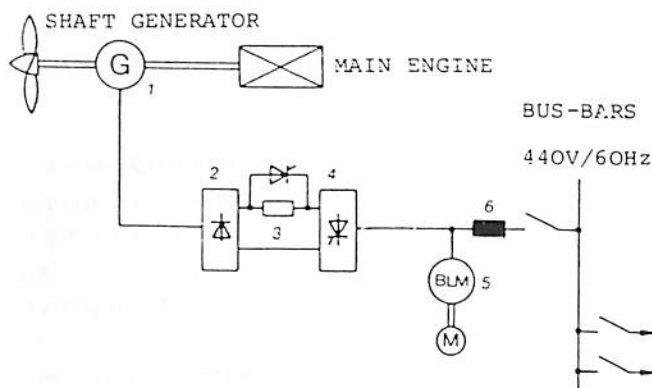 SHAFT GENERATOR
G
1
MAIN ENGINE
BUS-BARS
440V/60Hz
2
4
3
6
BLM
5
M